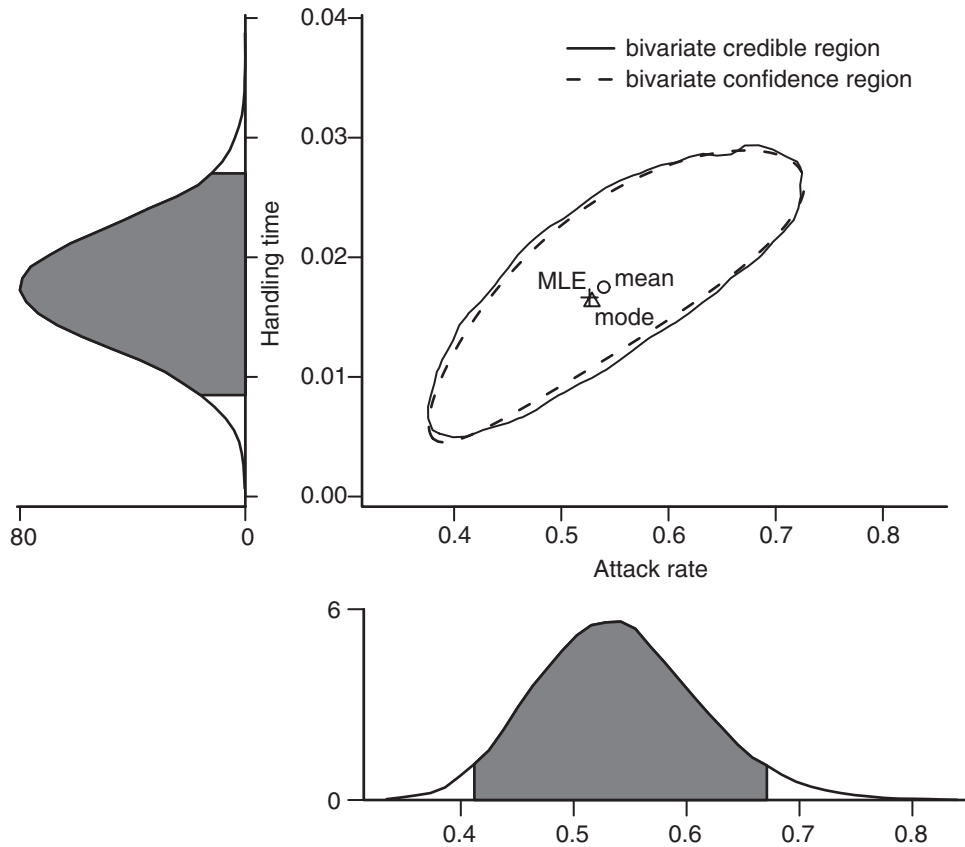 0.04
bivariate credible region
bivariate confidence region
0.03
0.02
0.01
0.00
Handling time
MLE
mean
mode
80
0
0.4
0.5
0.6
0.7
0.8
Attack rate
6
0
0.4
0.5
0.6
0.7
0.8